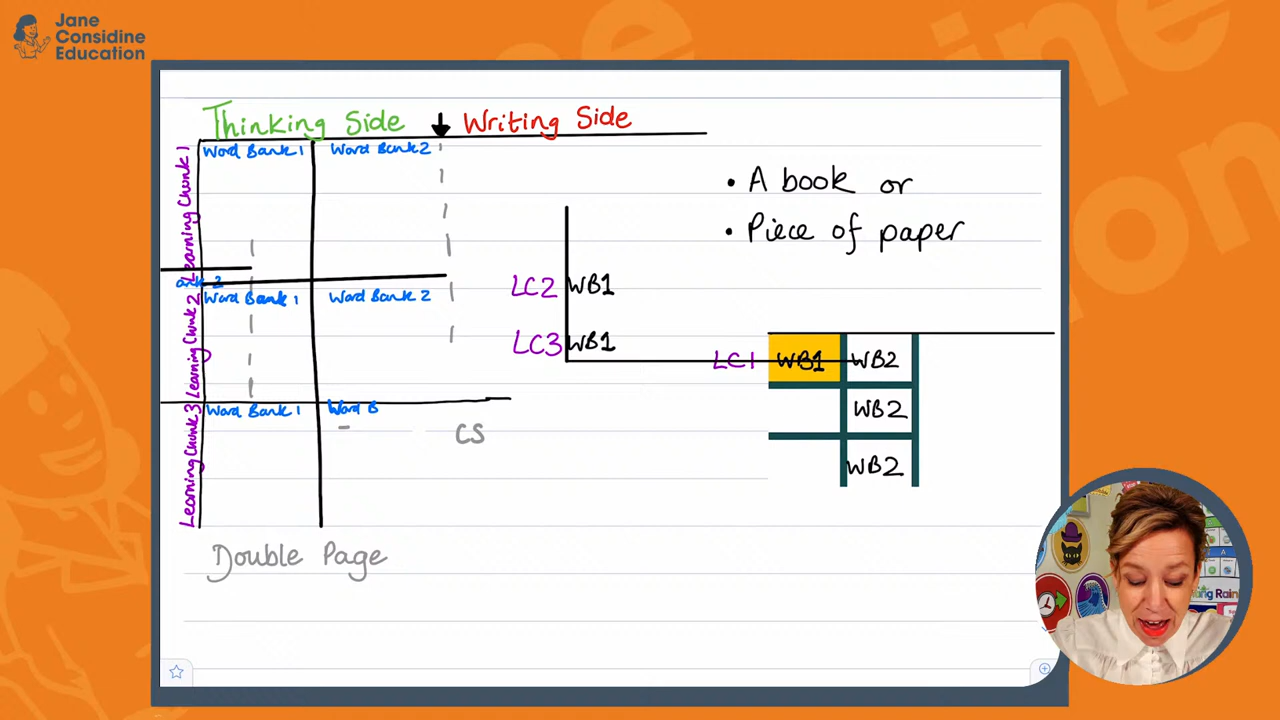 Jane
Considine
Education
Thinking Side Writing Side
Learning Chunk 1
Word Bank 1 Word Bank 2
• A book or
• Piece of paper
Learning Chunk 2
Word Bank 1 Word Bank 2
LC2 WB1
LC3 WB1
LC1 WB1 WB2
WB2
WB2
Learning Chunk 3
Word Bank 1 Word B
CS
Double Page